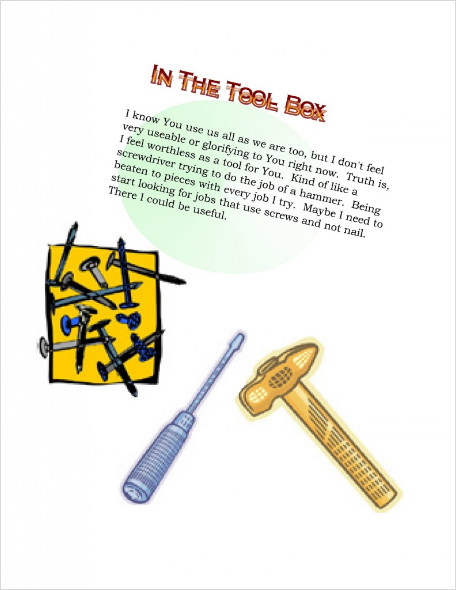 In The Tool Box
I know You use us all as we are too, but I don't feel
very useable or glorifying to You right now.  Truth is,
I feel worthless as a tool for You.  Kind of like a
screwdriver trying to do the job of a hammer.  Being
beaten to pieces with every job I try.  Maybe I need to
start looking for jobs that use screws and not nail.
There I could be useful.